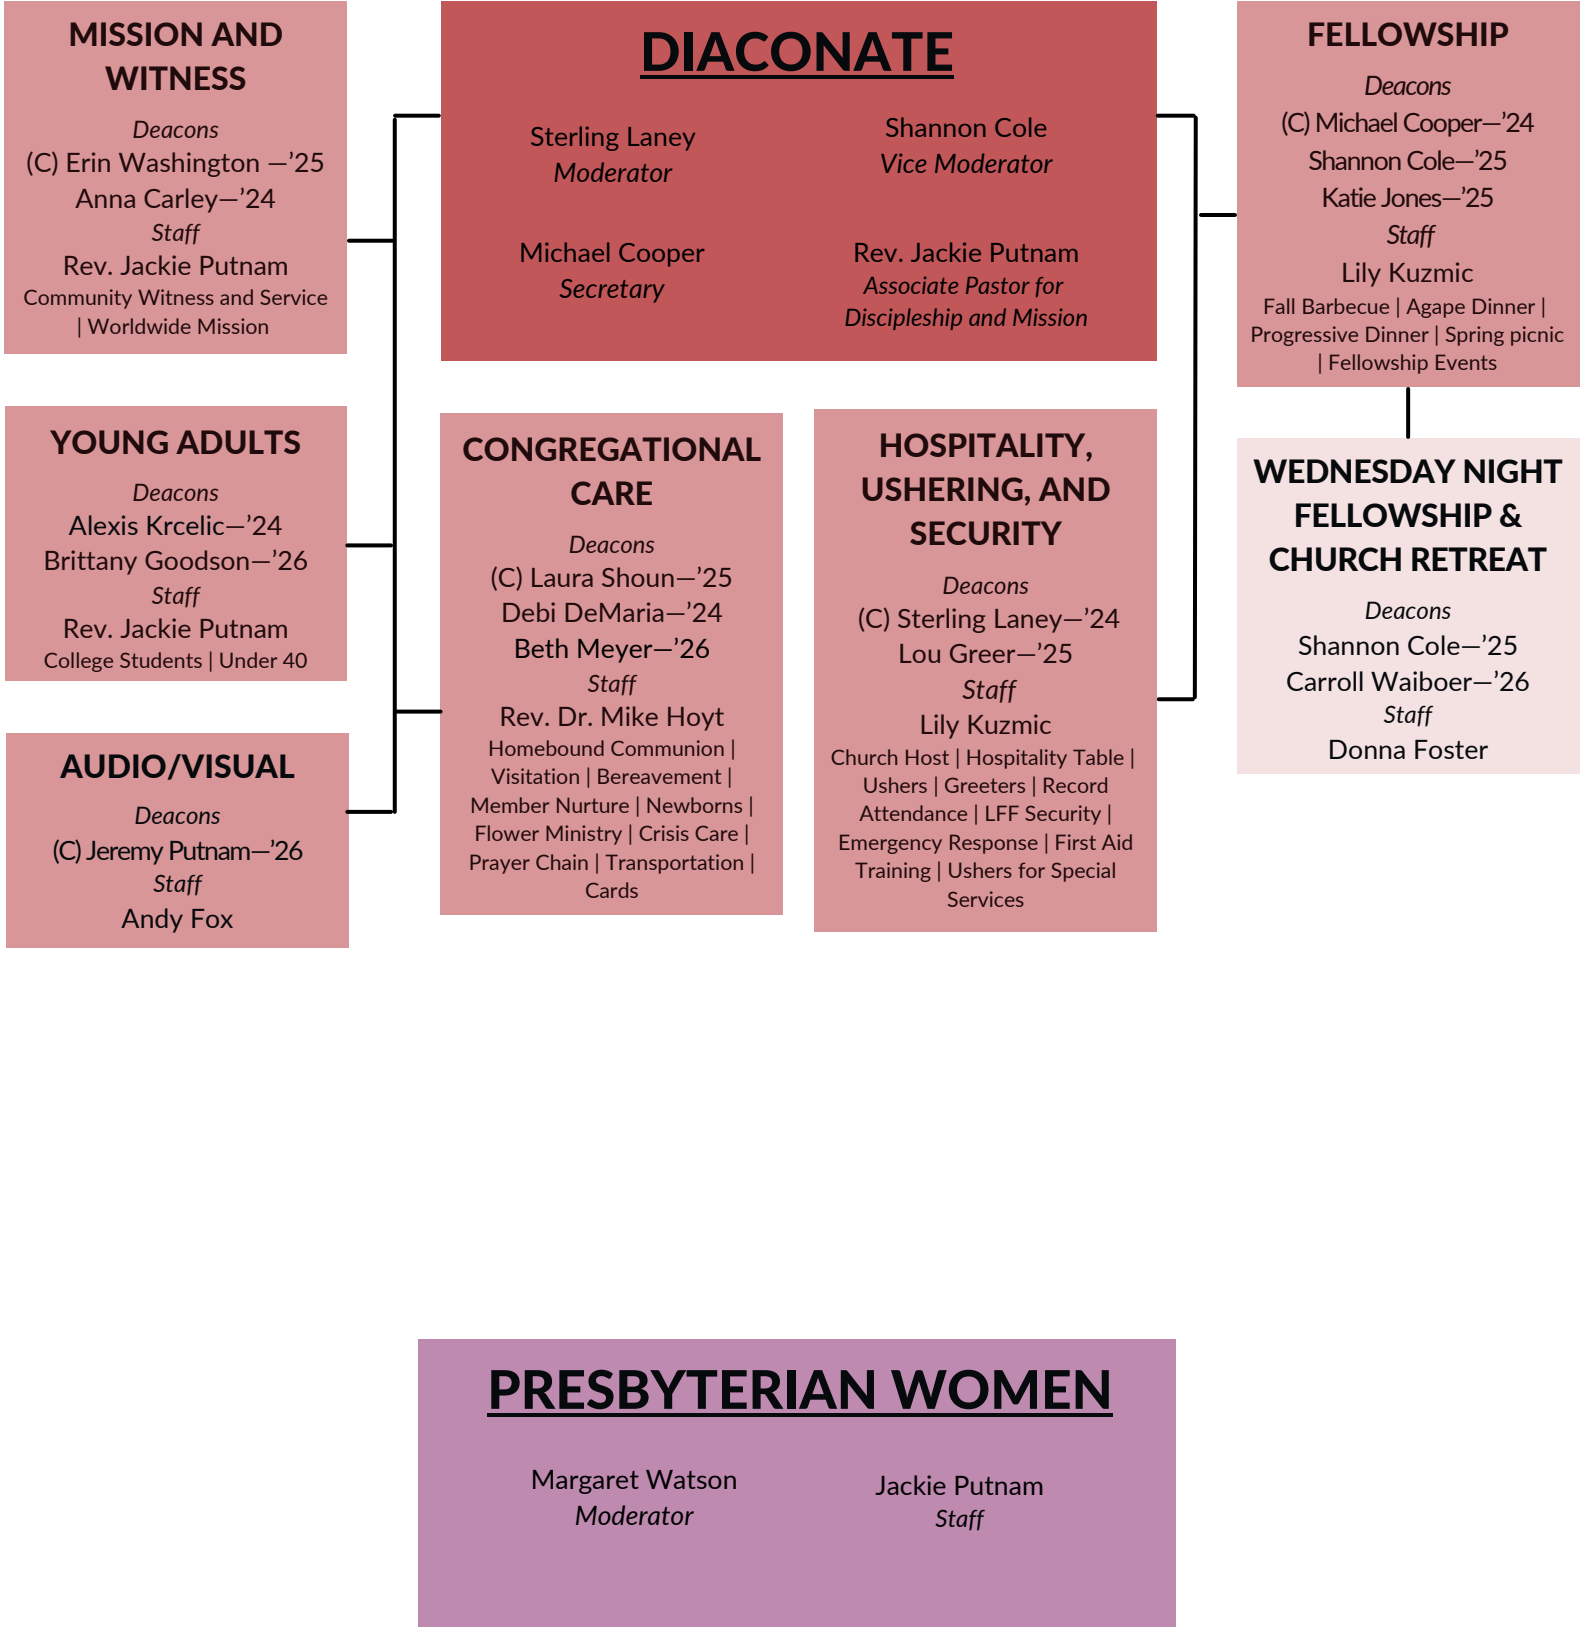 MISSION AND
WITNESS
Deacons
(C) Erin Washington —’25
Anna Carley—’24
Staff
Rev. Jackie Putnam
Community Witness and Service
| Worldwide Mission
DIACONATE
Sterling Laney
Moderator
Shannon Cole
Vice Moderator
Michael Cooper
Secretary
Rev. Jackie Putnam
Associate Pastor for
Discipleship and Mission
FELLOWSHIP
Deacons
(C) Michael Cooper—’24
Shannon Cole—’25
Katie Jones—’25
Staff
Lily Kuzmic
Fall Barbecue | Agape Dinner |
Progressive Dinner | Spring picnic
| Fellowship Events
YOUNG ADULTS
Deacons
Alexis Krcelic—’24
Brittany Goodson—’26
Staff
Rev. Jackie Putnam
College Students | Under 40
CONGREGATIONAL
CARE
Deacons
(C) Laura Shoun—’25
Debi DeMaria—’24
Beth Meyer—’26
Staff
Rev. Dr. Mike Hoyt
Homebound Communion |
Visitation | Bereavement |
Member Nurture | Newborns |
Flower Ministry | Crisis Care |
Prayer Chain | Transportation |
Cards
HOSPITALITY,
USHERING, AND
SECURITY
Deacons
(C) Sterling Laney—’24
Lou Greer—’25
Staff
Lily Kuzmic
Church Host | Hospitality Table |
Ushers | Greeters | Record
Attendance | LFF Security |
Emergency Response | First Aid
Training | Ushers for Special
Services
WEDNESDAY NIGHT
FELLOWSHIP &
CHURCH RETREAT
Deacons
Shannon Cole—’25
Carroll Waiboer—’26
Staff
Donna Foster
AUDIO/VISUAL
Deacons
(C) Jeremy Putnam—’26
Staff
Andy Fox
PRESBYTERIAN WOMEN
Margaret Watson
Moderator
Jackie Putnam
Staff